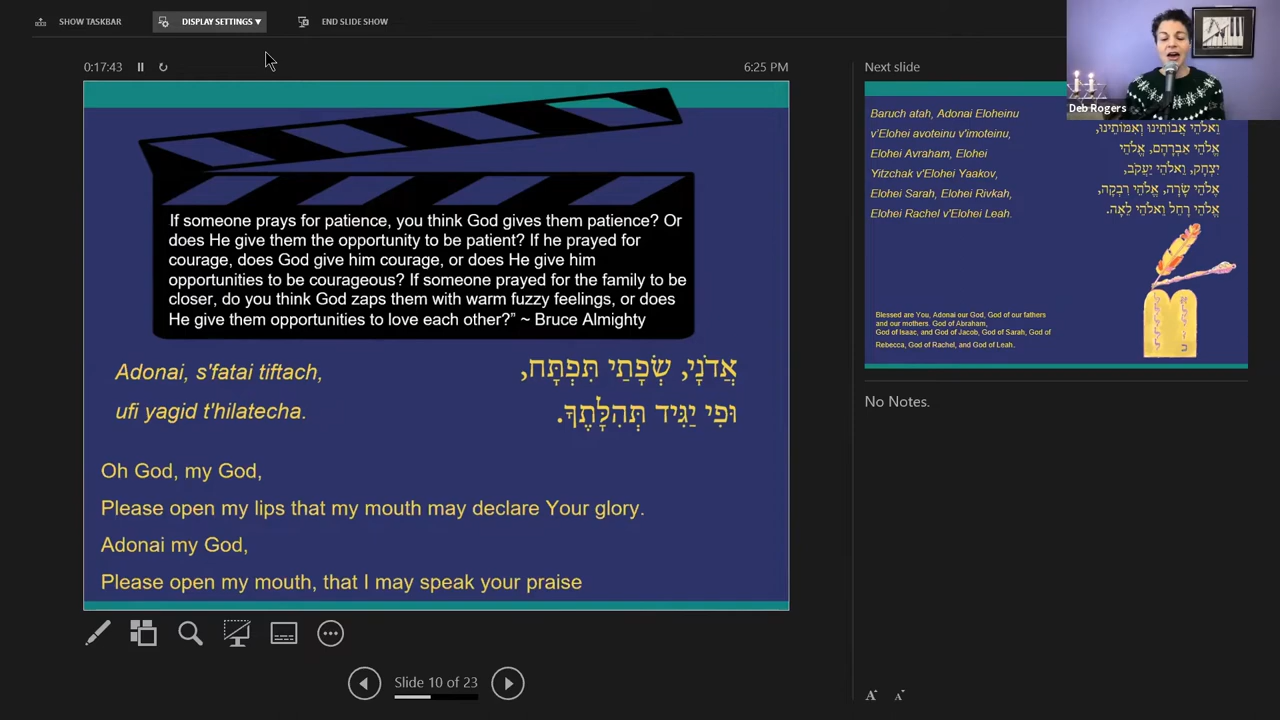 SHOW TASKBAR
DISPLAY SETTINGS ▼
END SLIDE SHOW
0:17:43
6:25 PM
If someone prays for patience, you think God gives them patience? Or
does He give them the opportunity to be patient? If he prayed for
courage, does God give him courage, or does He give him
opportunities to be courageous? If someone prayed for the family to be
closer, do you think God zaps them with warm fuzzy feelings, or does
He give them opportunities to love each other?” ~ Bruce Almighty
Adonai, s'fatai tiftach,
ufi yagid t'hilatecha.
אֲדֹנָי, שְׂפָתַי תִּפְתָּח,
וּפִי יַגִּיד תְּהִלָּתֶךָ.
Oh God, my God,
Please open my lips that my mouth may declare Your glory.
Adonai my God,
Please open my mouth, that I may speak your praise
Slide 10 of 23
Next slide
Deb Rogers
Baruch atah, Adonai Eloheinu
v'Elohei avoteinu v'imoteinu,
Elohei Avraham, Elohei
Yitzchak v'Elohei Yaakov,
Elohei Sarah, Elohei Rivkah,
Elohei Rachel v'Elohei Leah.
וֵאלֹהֵי אֲבוֹתֵינוּ וְאִמּוֹתֵינוּ,
אֱלֹהֵי אַבְרָהָם, אֱלֹהֵי
יִצְחָק, וֵאלֹהֵי יַעֲקֹב,
אֱלֹהֵי שָׂרָה, אֱלֹהֵי רִבְקָה,
אֱלֹהֵי רָחֵל וֵאלֹהֵי לֵאָה.
Blessed are You, Adonai our God, God of our fathers
and our mothers. God of Abraham,
God of Isaac, and God of Jacob, God of Sarah, God of
Rebecca, God of Rachel, and God of Leah.
No Notes.
A
A